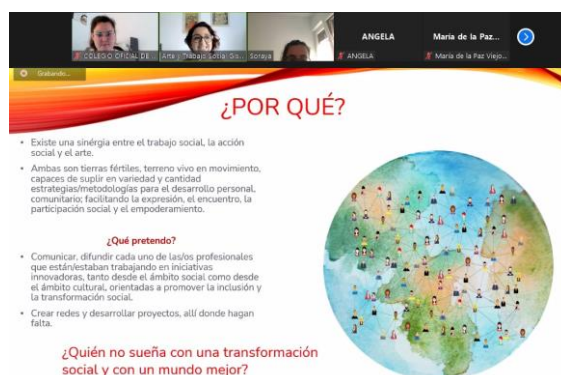 ANGELA
María de la Paz...
COLEGIO OFICIAL DE...
Arte y Trabajo Social Go...
Soraya
ANGELA
María de la Paz Viejo...
Grabando...
¿POR QUÉ?
• Existe una sinérgia entre el trabajo social, la acción
social y el arte.
• Ambas son tierras fértiles, terreno vivo en movimiento,
capaces de suplir en variedad y cantidad
estrategias/metodologías para el desarrollo personal,
comunitario; facilitando la expresión, el encuentro, la
participación social y el empoderamiento.
¿Qué pretendo?
• Comunicar, difundir cada uno de las/os profesionales
que están/estaban trabajando en iniciativas
innovadoras, tanto desde el ámbito social como desde
el ámbito cultural, orientadas a promover la inclusión y
la transformación social.
• Crear redes y desarrollar proyectos, allí donde hagan
falta.
¿Quién no sueña con una transformación
social y con un mundo mejor?